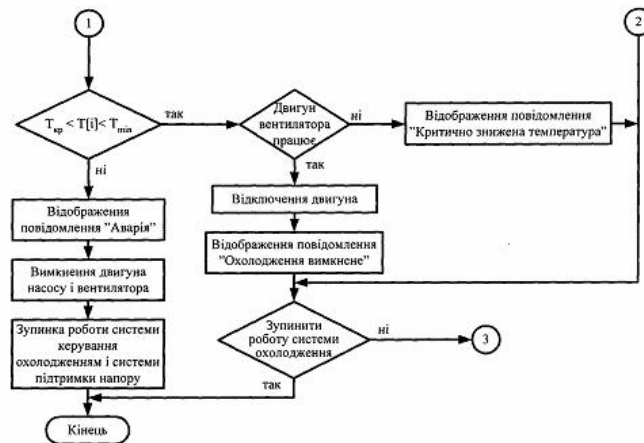 1
2
T кр < T[i]< T min
так
Двигун
вентилятора
працює
ні
Відображення повідомлення
"Критично знижена температура"
ні
так
Відображення
повідомлення "Аварія"
Відключення двигуна
Вимкнення двигуна
насосу і вентилятора
Відображення повідомлення
"Охолодження вимкнене"
Зупинка роботи системи
керування
охолодженням і системи
підтримки напору
Зупинити
роботу системи
охолодження
ні
3
так
Кінець